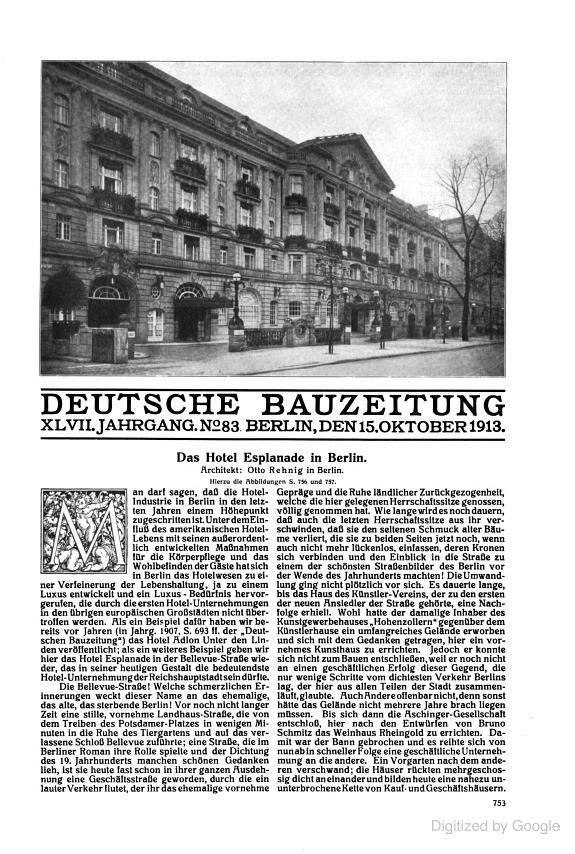 DEUTSCHE BAUZEITUNG
XLVII. JAHRGANG. No 83. BERLIN, DEN 15. OKTOBER 1913.
Das Hotel Esplanade in Berlin.
Architekt: Otto Rehnig in Berlin.
Hierzu die Abbildungen S. 756 und 757.
Man darf sagen, daß die Hotel-
Industrie in Berlin in den letz-
ten Jahren einem Höhepunkt
zugeschritten ist. Unter dem Ein-
fluß des amerikanischen Hotel-
Lebens mit seinen außerordent-
lich entwickelten Maßnahmen
für die Körperpflege und das
Wohlbefinden der Gäste hat sich
in Berlin das Hotelwesen zu ei-
ner Verfeinerung der Lebenshaltung, ja zu einem
Luxus entwickelt und ein Luxus - Bedürfnis hervor-
gerufen, die durch die ersten Hotel-Unternehmungen
in den übrigen europäischen Großstädten nicht über-
troffen werden. Als ein Beispiel dafür haben wir be-
reits vor Jahren (in Jahrg. 1907, S. 693 ff. der „Deut-
schen Bauzeitung“) das Hotel Adlon Unter den Lin-
den veröffentlicht; als ein weiteres Beispiel geben wir
hier das Hotel Esplanade in der Bellevue-Straße wie-
der, das in seiner heutigen Gestalt die bedeutendste
Hotel-Unternehmung der Reichshauptstadt sein dürfte.
Die Bellevue-Straße! Welche schmerzlichen Er-
innerungen weckt dieser Name an das ehemalige,
das alte, das sterbende Berlin! Vor noch nicht langer
Zeit eine stille, vornehme Landhaus-Straße, die von
dem Treiben des Potsdamer-Platzes in wenigen Mi-
nuten in die Ruhe des Tiergartens und auf das ver-
lassene Schloß Bellevue zuführte; eine Straße, die im
Berliner Roman ihre Rolle spielte und der Dichtung
des 19. Jahrhunderts manchen schönen Gedanken
lieh, ist sie heute fast schon in ihrer ganzen Ausdeh-
nung eine Geschäftsstraße geworden, durch die ein
lauter Verkehr flutet, der ihr das ehemalige vornehme
Gepräge und die Ruhe ländlicher Zurückgezogenheit,
welche die hier gelegenen Herrschaftssitze genossen,
völlig genommen hat. Wie lange wird es noch dauern,
daß auch die letzten Herrschaftssitze aus ihr ver-
schwinden, daß sie den seltenen Schmuck alter Bäu-
me verliert, die sie zu beiden Seiten jetzt noch, wenn
auch nicht mehr lückenlos, einfassen, deren Kronen
sich verbinden und den Einblick in die Straße zu
einem der schönsten Straßenbilder des Berlin vor
der Wende des Jahrhunderts machten! Die Umwand-
lung ging nicht plötzlich vor sich. Es dauerte lange,
bis das Haus des Künstler-Vereins, der zu den ersten
der neuen Ansiedler der Straße gehörte, eine Nach-
folge erhielt. Wohl hatte der damalige Inhaber des
Kunstgewerbehauses „Hohenzollern“ gegenüber dem
Künstlerhause ein umfangreiches Gelände erworben
und sich mit dem Gedanken getragen, hier ein vor-
nehmes Kunsthaus zu errichten. Jedoch er konnte
sich nicht zum Bauen entschließen, weil er noch nicht
an einen geschäftlichen Erfolg dieser Gegend, die
nur wenige Schritte vom dichtesten Verkehr Berlins
lag, der hier aus allen Teilen der Stadt zusammen-
läuft, glaubte. Auch Andere offenbar nicht, denn sonst
hätte das Gelände nicht mehrere Jahre brach liegen
müssen. Bis sich dann die Aschinger-Gesellschaft
entschloß, hier nach den Entwürfen von Bruno
Schmitz das Weinhaus Rheingold zu errichten. Da-
mit war der Bann gebrochen und es reihte sich von
nun ab in schneller Folge eine geschäftliche Unterneh-
mung an die andere. Ein Vorgarten nach dem ande-
ren verschwand; die Häuser rückten mehrgeschos-
sig dicht aneinander und bilden heute eine nahezu un-
unterbrochene Kette von Kauf- und Geschäftshäusern.
753
Digitized by Google